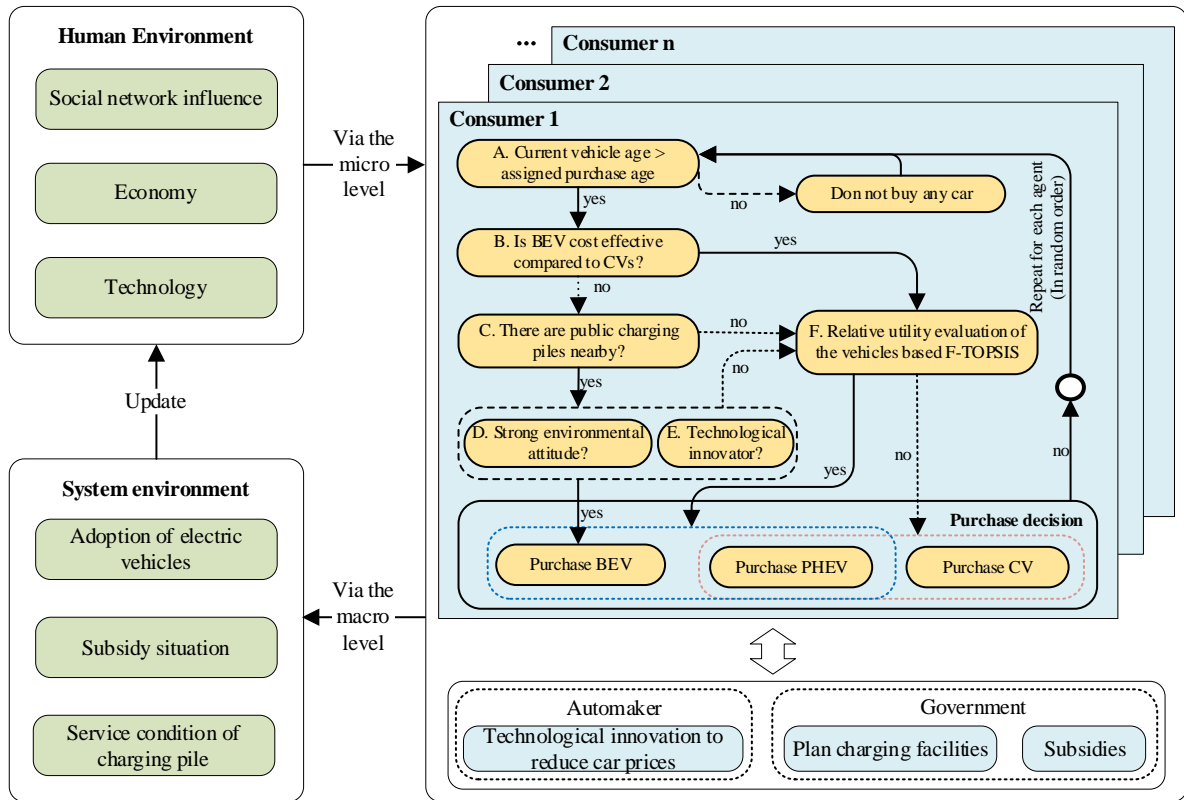 Human Environment
Social network influence
Economy
Technology
Update
System environment
Adoption of electric
vehicles
Subsidy situation
Service condition of
charging pile
Via the
micro
level
Via the
macro
level
...
Consumer n
Consumer 2
Consumer 1
A. Current vehicle age >
assigned purchase age
no
Don not buy any car
yes
B. Is BEV cost effective
compared to CVs?
yes
no
C. There are public charging
piles nearby?
no
F. Relative utility evaluation of
the vehicles based F-TOPSIS
no
yes
D. Strong environmental
attitude?
E. Technological
innovator?
yes
no
yes
no
Repeat for each agent
(In random order)
Purchase decision
Purchase BEV
Purchase PHEV
Purchase CV
Automaker
Technological innovation to
reduce car prices
Government
Plan charging facilities
Subsidies